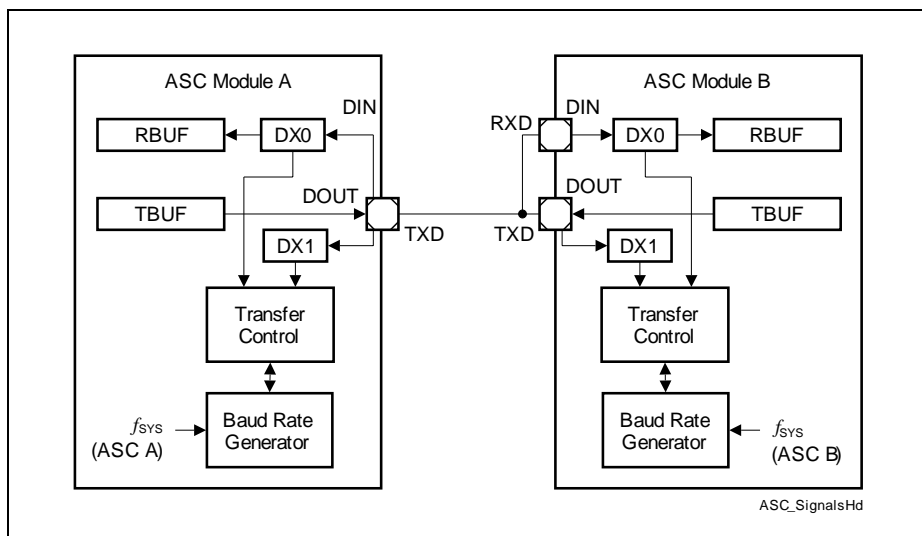 ASC Module A
DIN
RBUF
DX0
DOUT
TBUF
TXD
DX1
Transfer
Control
Baud Rate
Generator
fSYS
(ASC A)
ASC Module B
RXD
DIN
DX0
RBUF
DOUT
TXD
TBUF
DX1
Transfer
Control
Baud Rate
Generator
fSYS
(ASC B)
ASC_SignalsHd